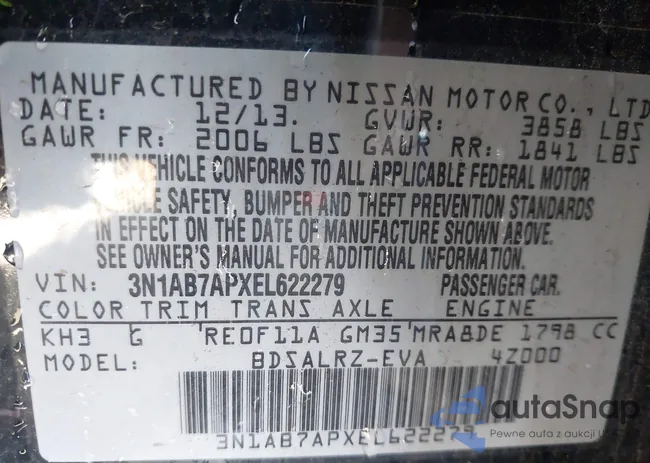 MANUFACTURED BY NISSAN MOTOR CO., LTD
DATE: 12/13. GVWR: 3858 LBS
GAWR FR: 2006 LBS GAWR RR: 1841 LBS
THIS VEHICLE CONFORMS TO ALL APPLICABLE FEDERAL MOTOR
VEHICLE SAFETY, BUMPER AND THEFT PREVENTION STANDARDS
IN EFFECT ON THE DATE OF MANUFACTURE SHOWN ABOVE.
SEE OWNER'S MANUAL FOR ADDITIONAL INFORMATION.
VIN: 3N1AB7APXEL622279 PASSENGER CAR.
COLOR TRIM TRANS AXLE ENGINE
KH3 G REOF11A GM35 MRA8DE 1798 CC
MODEL: BDSALRZ-EVA 4Z000
3N1AB7APXEL622279
autaSnap
Pewne auta z U